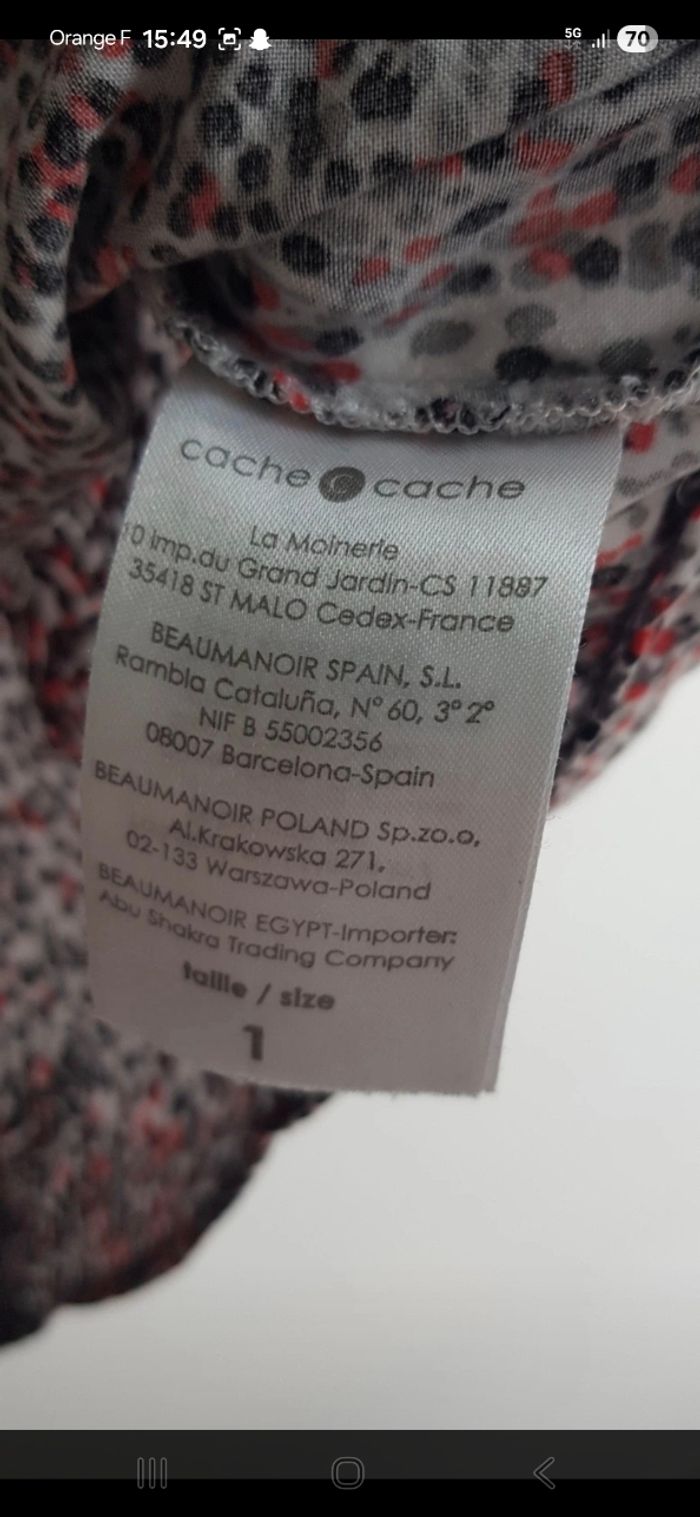 Orange F 15:49
5G 70
cache cache
La Moinerie
10 Imp.du Grand Jardin-CS 11887
35418 ST MALO Cedex-France
BEAUMANOIR SPAIN, S.L.
Rambla Cataluña, N° 60, 3° 2°
NIF B 55002356
08007 Barcelona-Spain
BEAUMANOIR POLAND Sp.zo.o,
Al.Krakowska 271,
02-133 Warszawa-Poland
BEAUMANOIR EGYPT-Importer:
Abu Shakra Trading Company
taille / size
1